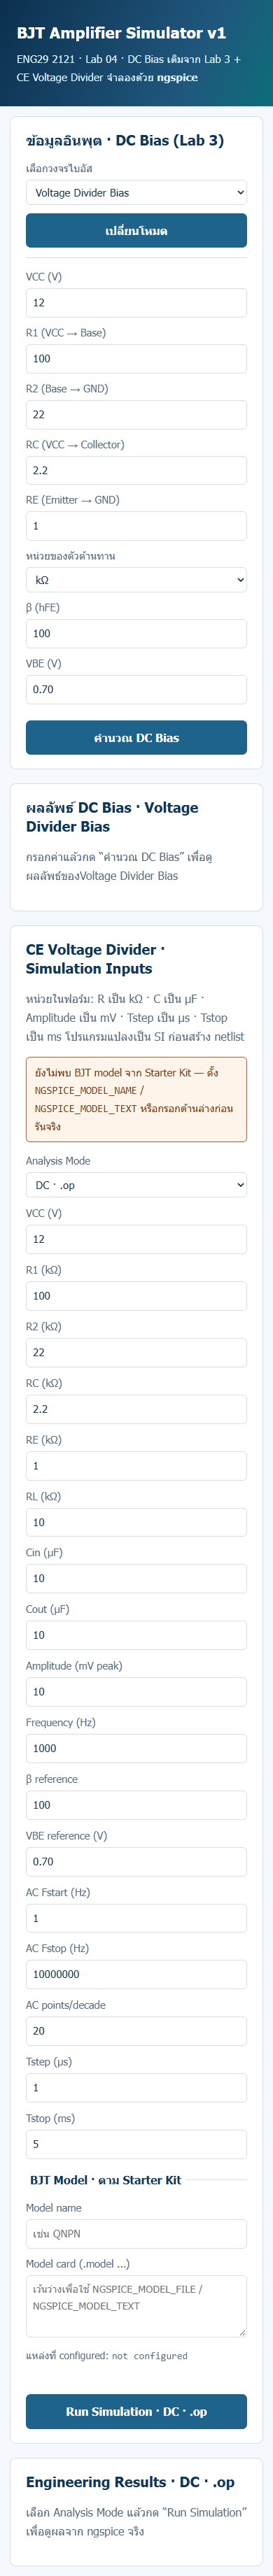 BJT Amplifier Simulator v1
ENG29 2121 · Lab 04 · DC Bias เดิมจาก Lab 3 +
CE Voltage Divider จำลองด้วย ngspice
ข้อมูลอินพุต · DC Bias (Lab 3)
เลือกวงจรไบอัส
Voltage Divider Bias
เปลี่ยนโหมด
VCC (V)
12
R1 (VCC → Base)
100
R2 (Base → GND)
22
RC (VCC → Collector)
2.2
RE (Emitter → GND)
1
หน่วยของตัวต้านทาน
kΩ
β (hFE)
100
VBE (V)
0.70
คำนวณ DC Bias
ผลลัพธ์ DC Bias · Voltage
Divider Bias
กรอกค่าแล้วกด “คำนวณ DC Bias” เพื่อดู
ผลลัพธ์ของVoltage Divider Bias
CE Voltage Divider ·
Simulation Inputs
หน่วยในฟอร์ม: R เป็น kΩ · C เป็น µF ·
Amplitude เป็น mV · Tstep เป็น µs · Tstop
เป็น ms โปรแกรมแปลงเป็น SI ก่อนสร้าง netlist
ยังไม่พบ BJT model จาก Starter Kit — ตั้ง
NGSPICE_MODEL_NAME /
NGSPICE_MODEL_TEXT หรือกรอกด้านล่างก่อน
รันจริง
Analysis Mode
DC · .op
VCC (V)
12
R1 (kΩ)
100
R2 (kΩ)
22
RC (kΩ)
2.2
RE (kΩ)
1
RL (kΩ)
10
Cin (µF)
10
Cout (µF)
10
Amplitude (mV peak)
10
Frequency (Hz)
1000
β reference
100
VBE reference (V)
0.70
AC Fstart (Hz)
1
AC Fstop (Hz)
10000000
AC points/decade
20
Tstep (µs)
1
Tstop (ms)
5
BJT Model · ตาม Starter Kit
Model name
เช่น QNPN
Model card (.model ...)
เว้นว่างเพื่อใช้ NGSPICE_MODEL_FILE /
NGSPICE_MODEL_TEXT
แหล่งที่ configured: not configured
Run Simulation · DC · .op
Engineering Results · DC · .op
เลือก Analysis Mode แล้วกด “Run Simulation”
เพื่อดูผลจาก ngspice จริง